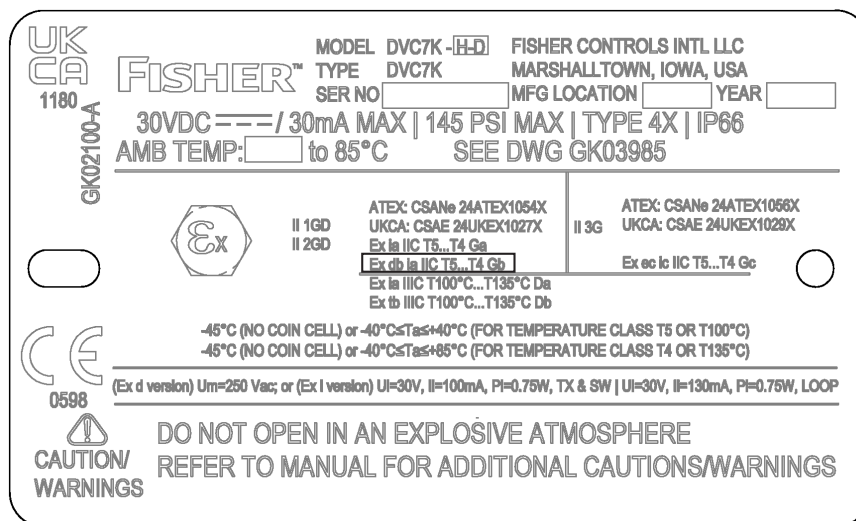 UK
CA
1180
GK02100-A
FISHER™
MODEL DVC7K -H-D FISHER CONTROLS INTL LLC
TYPE DVC7K MARSHALLTOWN, IOWA, USA
SER NO MFG LOCATION YEAR
30VDC ⎓ / 30mA MAX | 145 PSI MAX | TYPE 4X | IP66
AMB TEMP: to 85°C SEE DWG GK03985
εx
II 1GD
II 2GD
ATEX: CSANe 24ATEX1054X
UKCA: CSAE 24UKEX1027X
Ex ia IIC T5...T4 Ga
Ex db ia IIC T5...T4 Gb
Ex ia IIIC T100°C...T135°C Da
Ex tb IIIC T100°C...T135°C Db
II 3G
ATEX: CSANe 24ATEX1056X
UKCA: CSAE 24UKEX1029X
Ex ec ic IIC T5...T4 Gc
-45°C (NO COIN CELL) or -40°C≤Ta≤+40°C (FOR TEMPERATURE CLASS T5 OR T100°C)
-45°C (NO COIN CELL) or -40°C≤Ta≤+85°C (FOR TEMPERATURE CLASS T4 OR T135°C)
CE
0598
(Ex d version) Um=250 Vac; or (Ex i version) Ui=30V, Ii=100mA, Pi=0.75W, TX & SW | Ui=30V, Ii=130mA, Pi=0.75W, LOOP
CAUTION/
WARNINGS
DO NOT OPEN IN AN EXPLOSIVE ATMOSPHERE
REFER TO MANUAL FOR ADDITIONAL CAUTIONS/WARNINGS